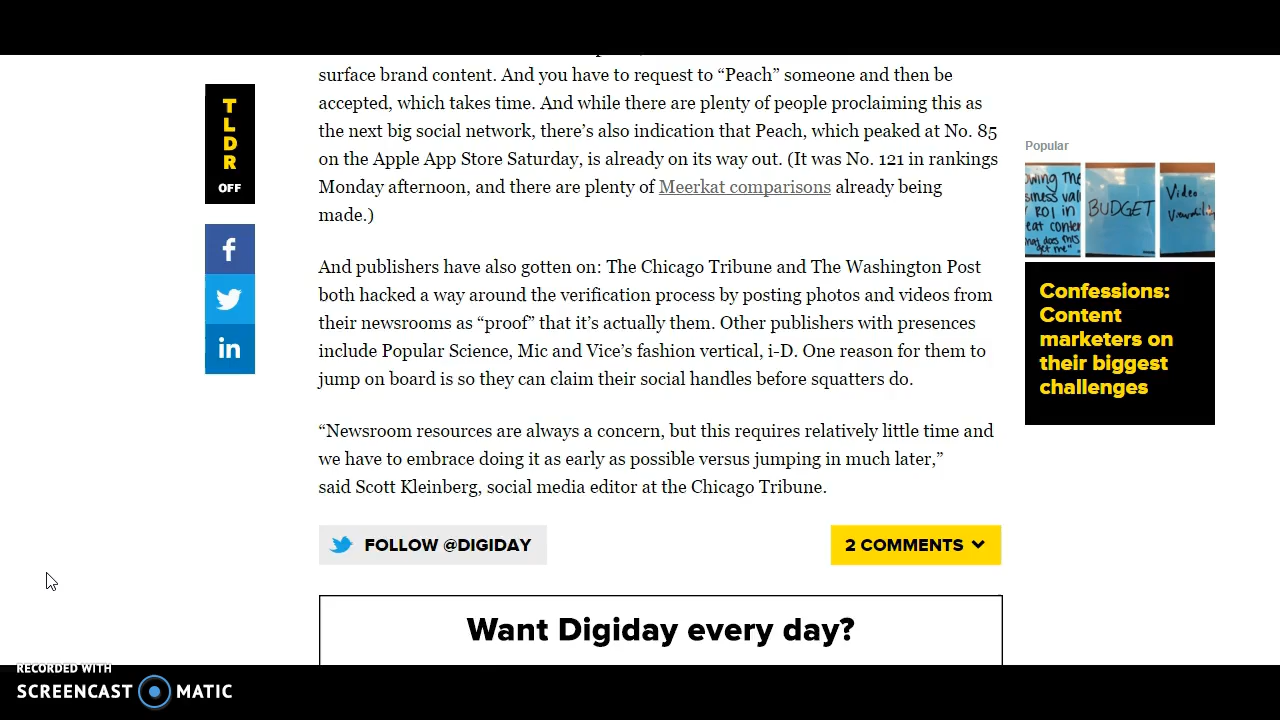 surface brand content. And you have to request to “Peach” someone and then be
accepted, which takes time. And while there are plenty of people proclaiming this as
the next big social network, there’s also indication that Peach, which peaked at No. 85
on the Apple App Store Saturday, is already on its way out. (It was No. 121 in rankings
Monday afternoon, and there are plenty of Meerkat comparisons already being
made.)
And publishers have also gotten on: The Chicago Tribune and The Washington Post
both hacked a way around the verification process by posting photos and videos from
their newsrooms as “proof” that it’s actually them. Other publishers with presences
include Popular Science, Mic and Vice’s fashion vertical, i-D. One reason for them to
jump on board is so they can claim their social handles before squatters do.
“Newsroom resources are always a concern, but this requires relatively little time and
we have to embrace doing it as early as possible versus jumping in much later,”
said Scott Kleinberg, social media editor at the Chicago Tribune.
FOLLOW @DIGIDAY
2 COMMENTS
Want Digiday every day?
TLDR
OFF
f
in
Popular
ROI in
BUDGET
Video
Confessions:
Content
marketers on
their biggest
challenges
RECORDED WITH
SCREENCAST MATIC